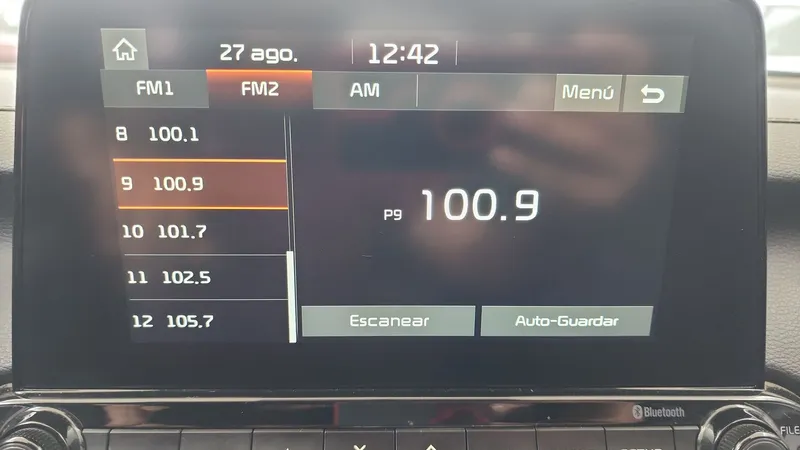 27 ago. 12:42
FM1 FM2 AM Menú
8 100.1
9 100.9
10 101.7
11 102.5
12 105.7
P9 100.9
Escanear Auto-Guardar
Bluetooth
FILE